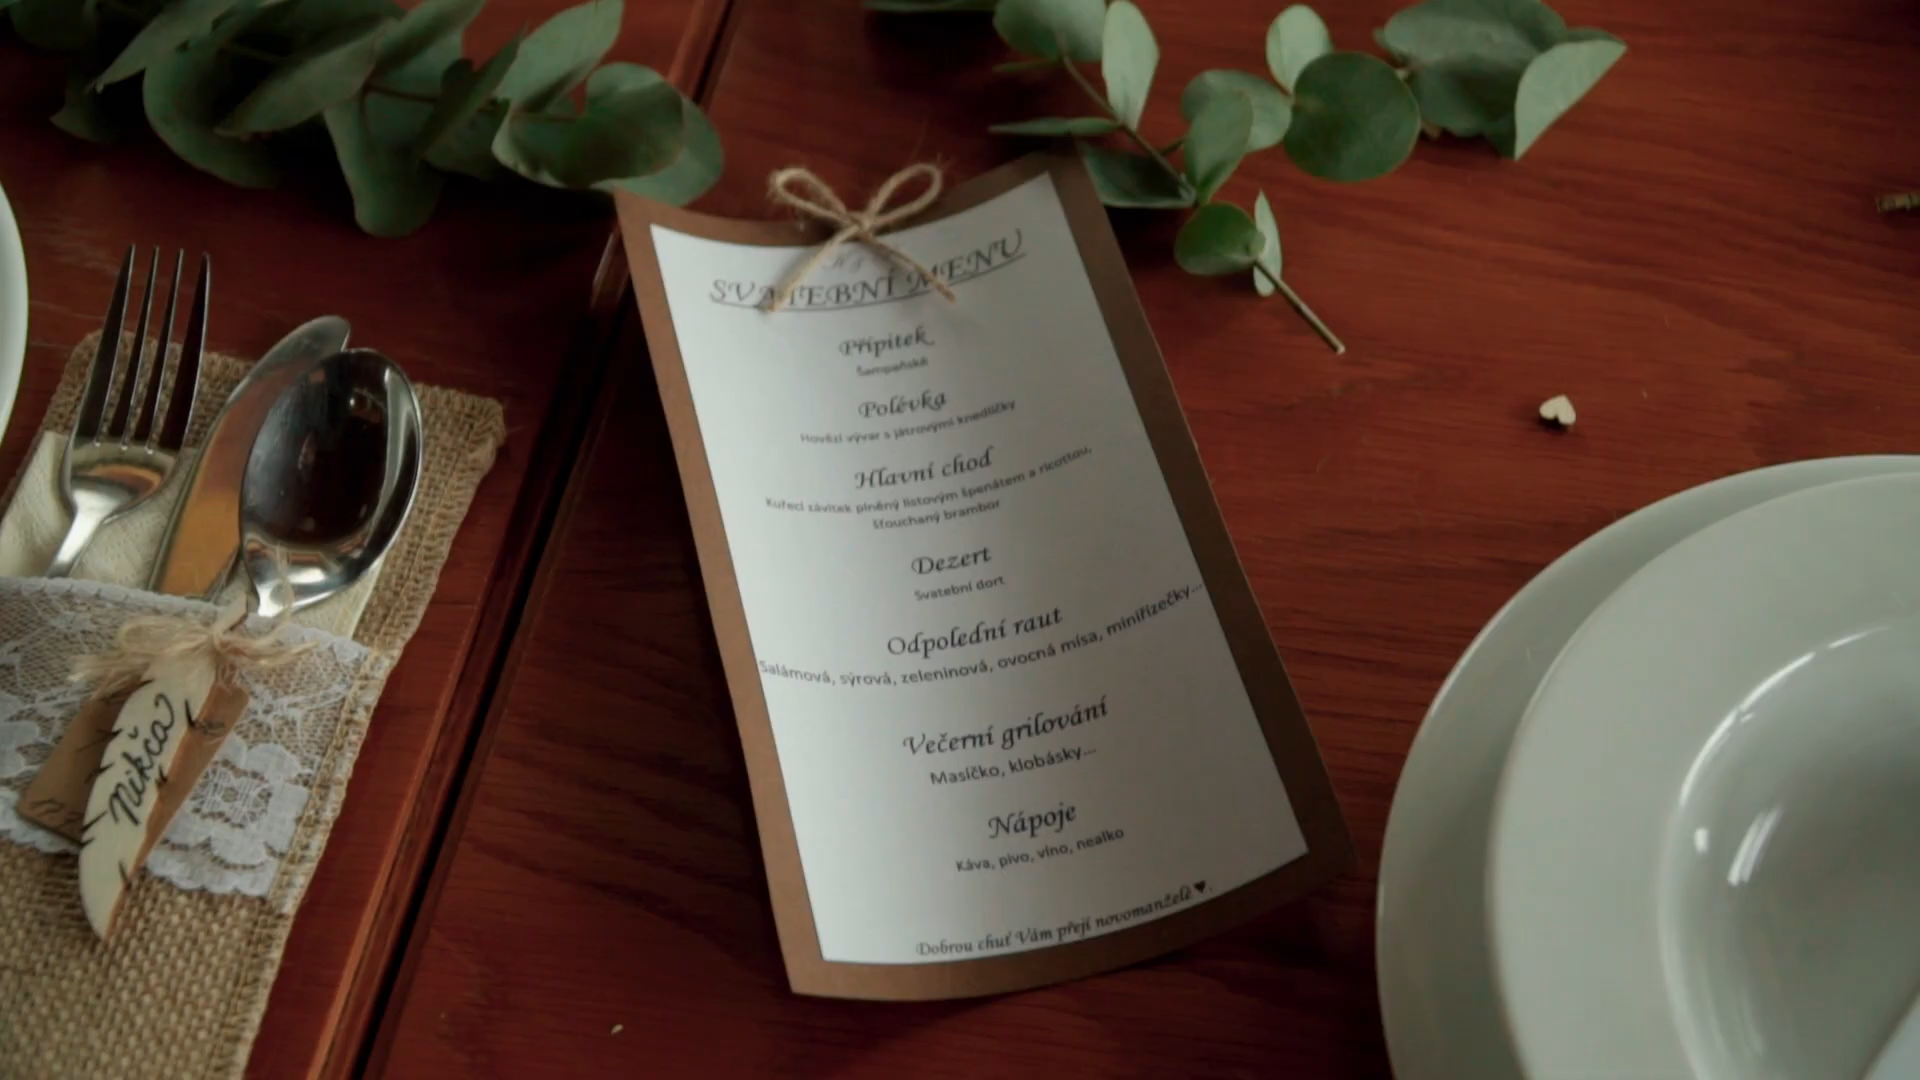 SVATEBNÍ MENU
Přípitek
Šampaňské
Polévka
Hovězí vývar s játrovými knedlíčky
Hlavní chod
Kuřecí závitek plněný listovým špenátem a ricottou,
šťouchaný brambor
Dezert
Svatební dort
Odpolední raut
Salámová, sýrová, zeleninová, ovocná mísa, minířízečky...
Večerní grilování
Masíčko, klobásky...
Nápoje
Káva, pivo, víno, nealko
Dobrou chuť Vám přejí novomanželé ♥.
Nikča